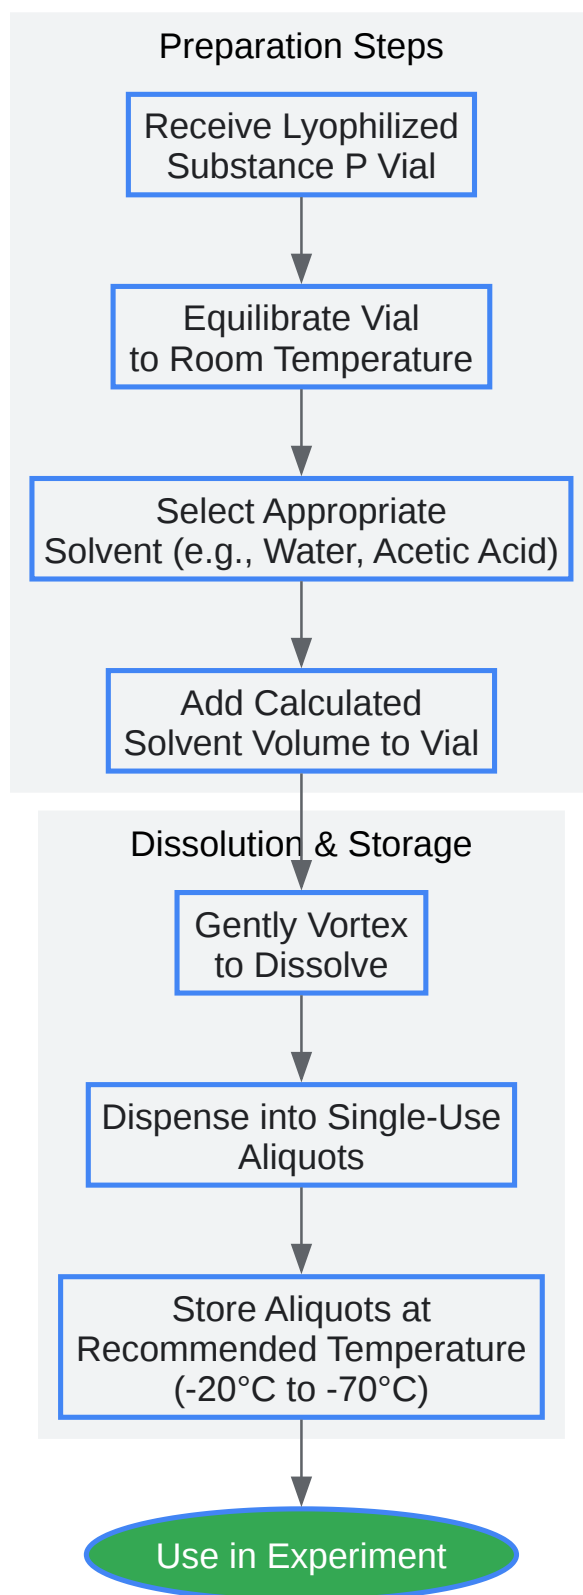 Preparation Steps
Receive Lyophilized
Substance P Vial
Equilibrate Vial
to Room Temperature
Select Appropriate
Solvent (e.g., Water, Acetic Acid)
Add Calculated
Solvent Volume to Vial
Dissolution & Storage
Gently Vortex
to Dissolve
Dispense into Single-Use
Aliquots
Store Aliquots at
Recommended Temperature
(-20°C to -70°C)
Use in Experiment